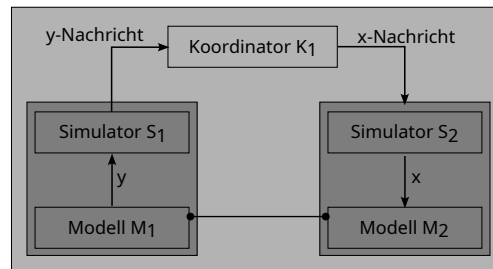 y-Nachricht
Koordinator K1
x-Nachricht
Simulator S1
Simulator S2
y
x
Modell M1
Modell M2